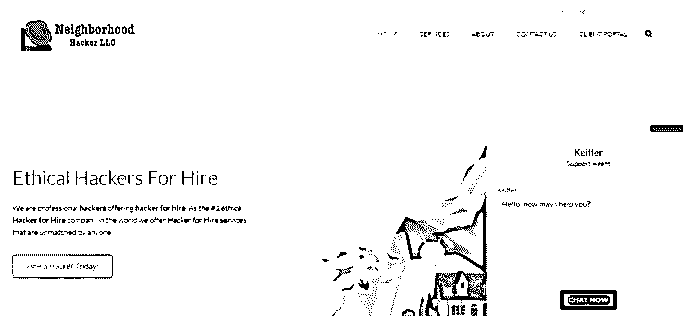 Neighborhood
Hacker LLC
SERVICES
ABOUT
CONTACT US
CLIENT PORTAL
Keiffer
Support Agent
Ethical Hackers For Hire
Keiffer
Hello, how may I help you?
We are professional hackers offering hacker for hire. As the #1 ethical
Hacker for Hire company in the world we offer Hacker for Hire services
that are unmatched by anyone
Hire a Hacker Today!
CHAT NOW